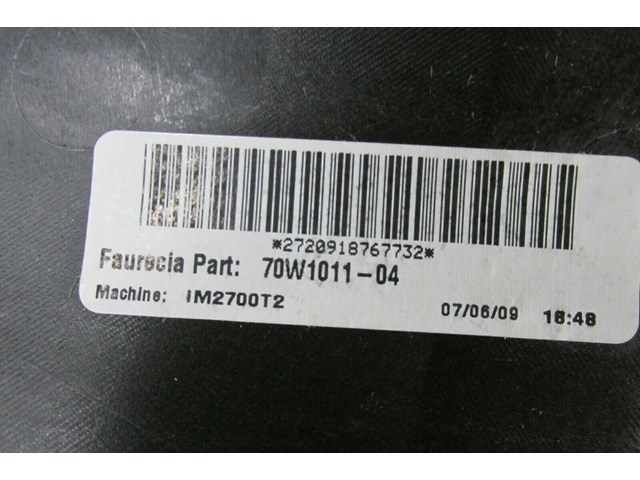 *2720918767732*
Faurecia Part: 70W1011-04
Machine: IM2700T2 07/06/09 16:48